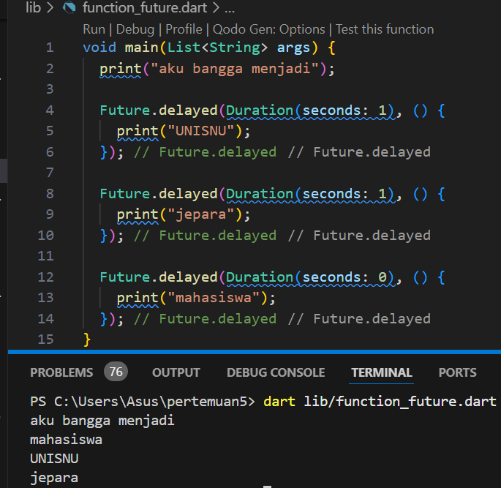 lib > function_future.dart > ...
Run | Debug | Profile | Qodo Gen: Options | Test this function
1 void main(List<String> args) {
2   print("aku bangga menjadi");
3
4   Future.delayed(Duration(seconds: 1), () {
5     print("UNISNU");
6   }); // Future.delayed // Future.delayed
7
8   Future.delayed(Duration(seconds: 1), () {
9     print("jepara");
10   }); // Future.delayed // Future.delayed
11
12   Future.delayed(Duration(seconds: 0), () {
13     print("mahasiswa");
14   }); // Future.delayed // Future.delayed
15 }
PROBLEMS 76 OUTPUT DEBUG CONSOLE TERMINAL PORTS
PS C:\Users\Asus\pertemuan5> dart lib/function_future.dart
aku bangga menjadi
mahasiswa
UNISNU
jepara